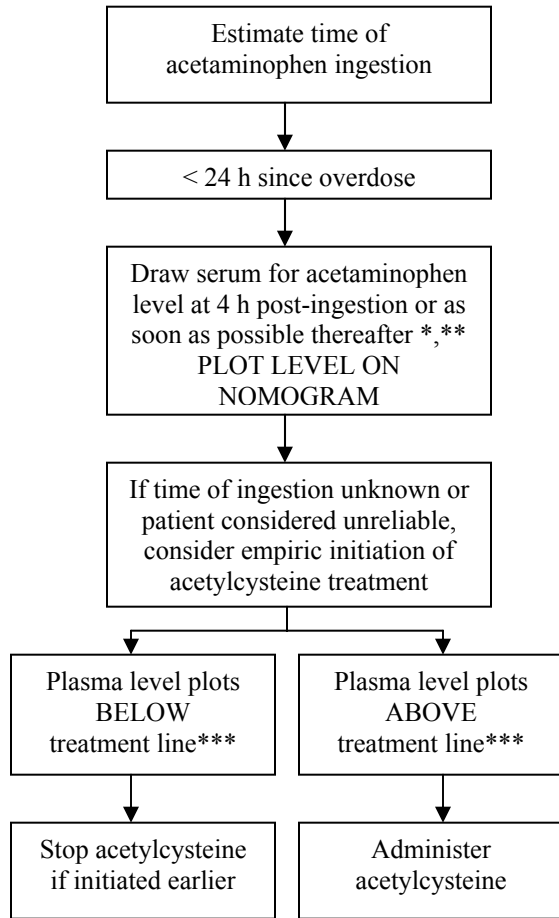 Estimate time of
acetaminophen ingestion
< 24 h since overdose
Draw serum for acetaminophen
level at 4 h post-ingestion or as
soon as possible thereafter *,**
PLOT LEVEL ON
NOMOGRAM
If time of ingestion unknown or
patient considered unreliable,
consider empiric initiation of
acetylcysteine treatment
Plasma level plots
BELOW
treatment line***
Plasma level plots
ABOVE
treatment line***
Stop acetylcysteine
if initiated earlier
Administer
acetylcysteine